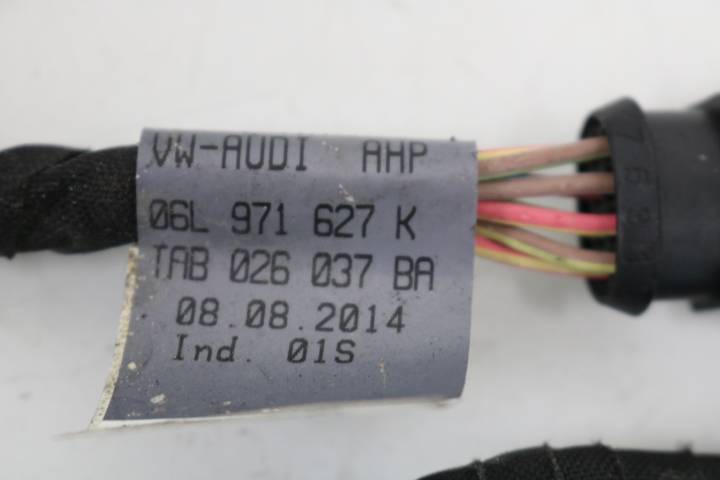 VW-AUDI AHP
06L 971 627 K
TAB 026 037 BA
08.08.2014
Ind. 01S